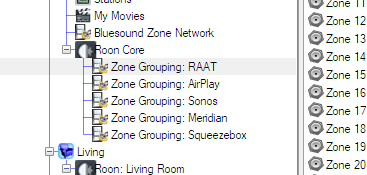 Stations
My Movies
Bluesound Zone Network
Roon Core
Zone Grouping: RAAT
Zone Grouping: AirPlay
Zone Grouping: Sonos
Zone Grouping: Meridian
Zone Grouping: Squeezebox
Living
Roon: Living Room
Zone 11
Zone 12
Zone 13
Zone 14
Zone 15
Zone 16
Zone 17
Zone 18
Zone 19
Zone 20